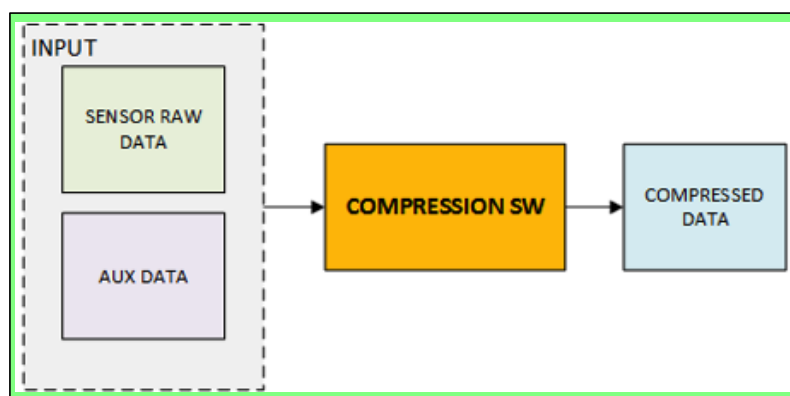 INPUT
SENSOR RAW
DATA
AUX DATA
COMPRESSION SW
COMPRESSED
DATA